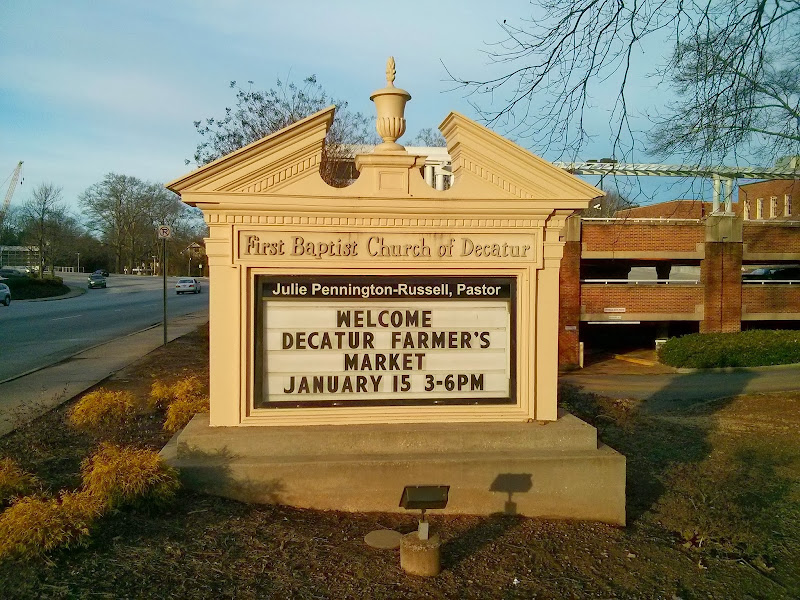 First Baptist Church of Decatur
Julie Pennington-Russell, Pastor
WELCOME
DECATUR FARMER'S
MARKET
JANUARY 15 3-6PM